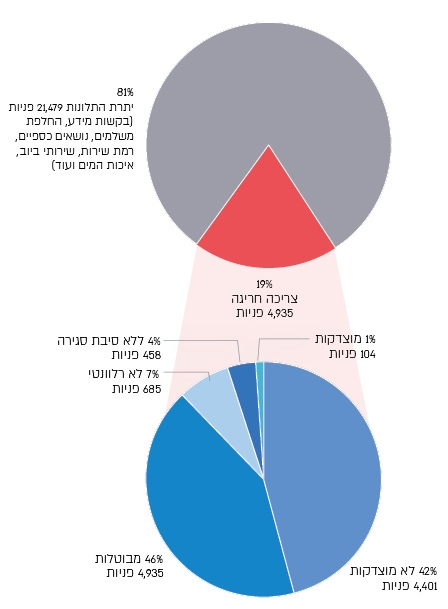 81%
יתרת התלונות 21,479 פניות
(בקשות מידע, החלפת
משלמים, נושאים כספיים,
רמת שירות, שירותי ביוב,
איכות המים ועוד)
19%
צריכה חריגה
4,935 פניות
1% מוצדקות
104 פניות
4% ללא סיבת סגירה
458 פניות
7% לא רלוונטי
685 פניות
46% מבוטלות
4,935 פניות
42% לא מוצדקות
4,401 פניות